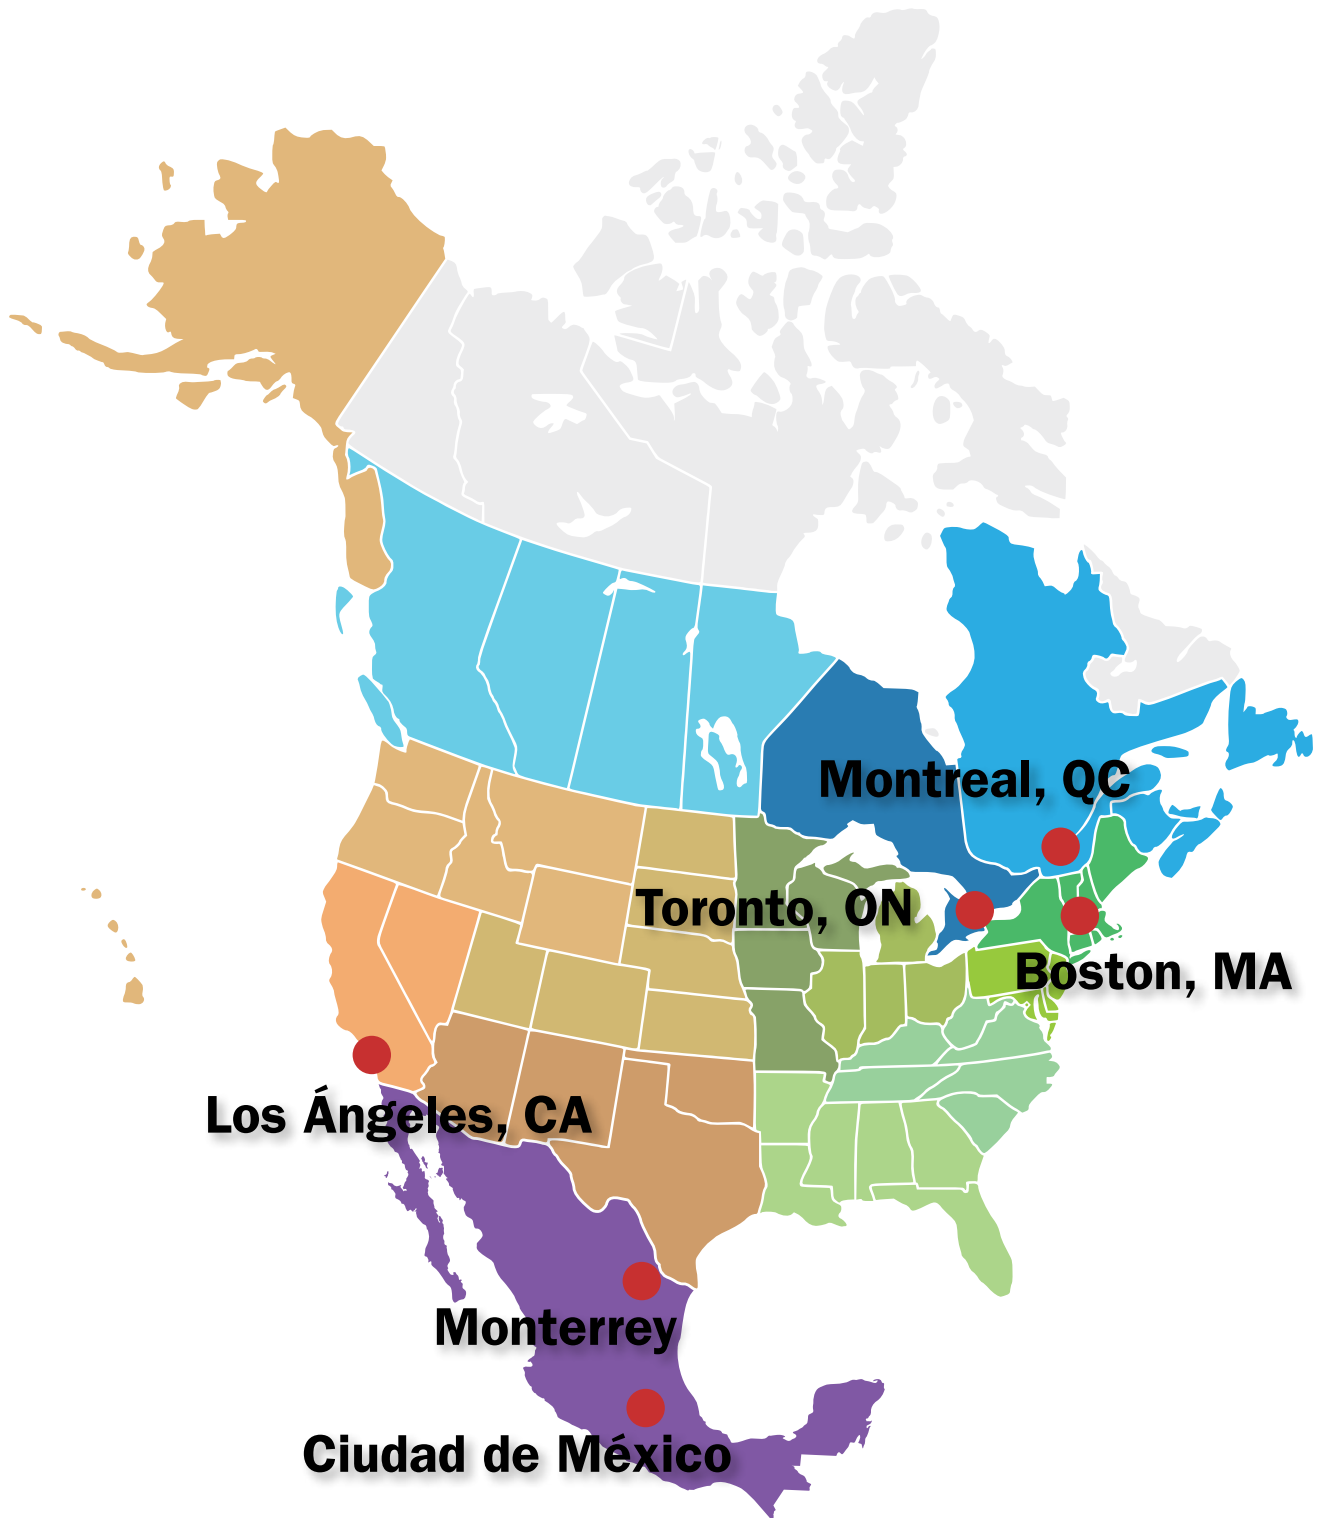 Montreal, QC
Toronto, ON
Boston, MA
Los Ángeles, CA
Monterrey
Ciudad de México